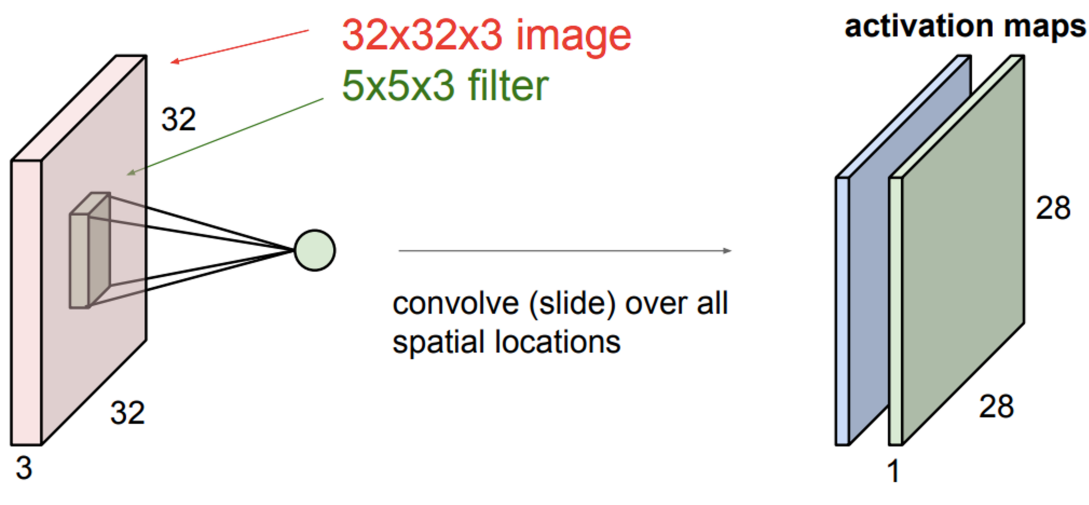 32x32x3 image
5x5x3 filter
32
32
3
convolve (slide) over all
spatial locations
activation maps
28
28
1